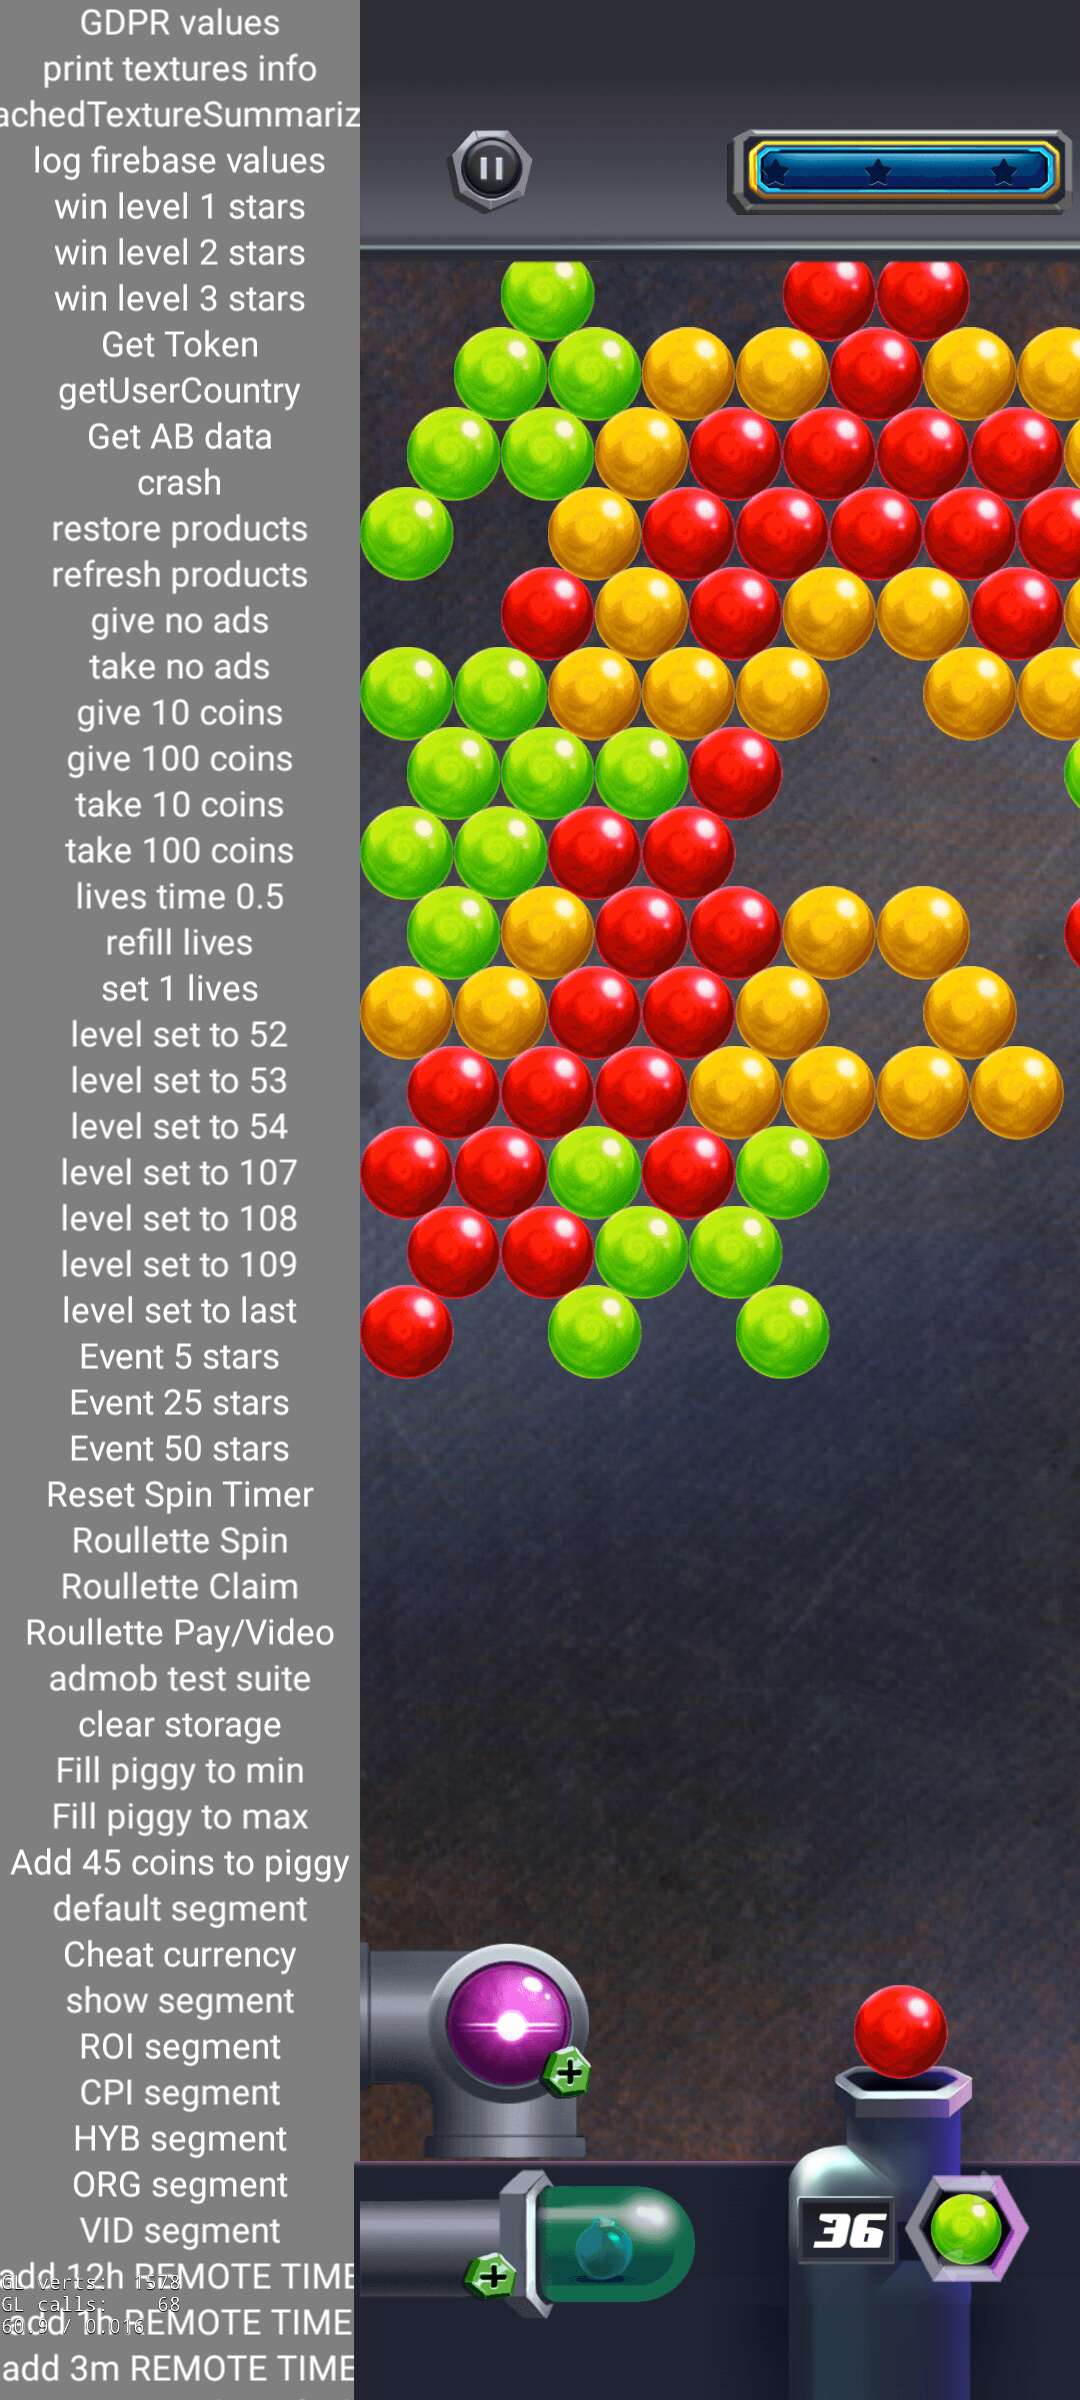 GDPR values
print textures info
achedTextureSummariz
log firebase values
win level 1 stars
win level 2 stars
win level 3 stars
Get Token
getUserCountry
Get AB data
crash
restore products
refresh products
give no ads
take no ads
give 10 coins
give 100 coins
take 10 coins
take 100 coins
lives time 0.5
refill lives
set 1 lives
level set to 52
level set to 53
level set to 54
level set to 107
level set to 108
level set to 109
level set to last
Event 5 stars
Event 25 stars
Event 50 stars
Reset Spin Timer
Roullette Spin
Roullette Claim
Roullette Pay/Video
admob test suite
clear storage
Fill piggy to min
Fill piggy to max
Add 45 coins to piggy
default segment
Cheat currency
show segment
ROI segment
CPI segment
HYB segment
ORG segment
VID segment
add 12h REMOTE TIME
GL verts: 1578
GL calls: 68
add 1h REMOTE TIME
60.9 / 0.016
add 3m REMOTE TIME
36